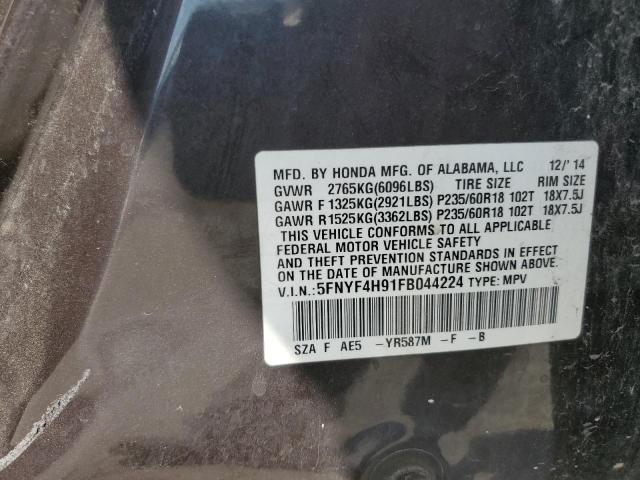 MFD. BY HONDA MFG. OF ALABAMA, LLC 12/'14
GVWR 2765KG(6096LBS) TIRE SIZE RIM SIZE
GAWR F 1325KG(2921LBS) P235/60R18 102T 18X7.5J
GAWR R 1525KG(3362LBS) P235/60R18 102T 18X7.5J
THIS VEHICLE CONFORMS TO ALL APPLICABLE
FEDERAL MOTOR VEHICLE SAFETY
AND THEFT PREVENTION STANDARDS IN EFFECT
ON THE DATE OF MANUFACTURE SHOWN ABOVE.
V.I.N.:5FNYF4H91FB044224 TYPE: MPV
SZA F AE5 -YR587M -F -B